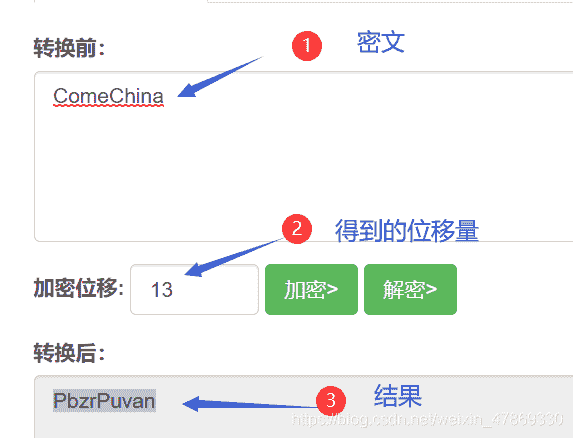 转换前：
1 密文
ComeChina
2 得到的位移量
加密位移: 13 加密> 解密>
转换后：
PbzrPuvan
3 结果
https://blog.csdn.net/weixin_47869330